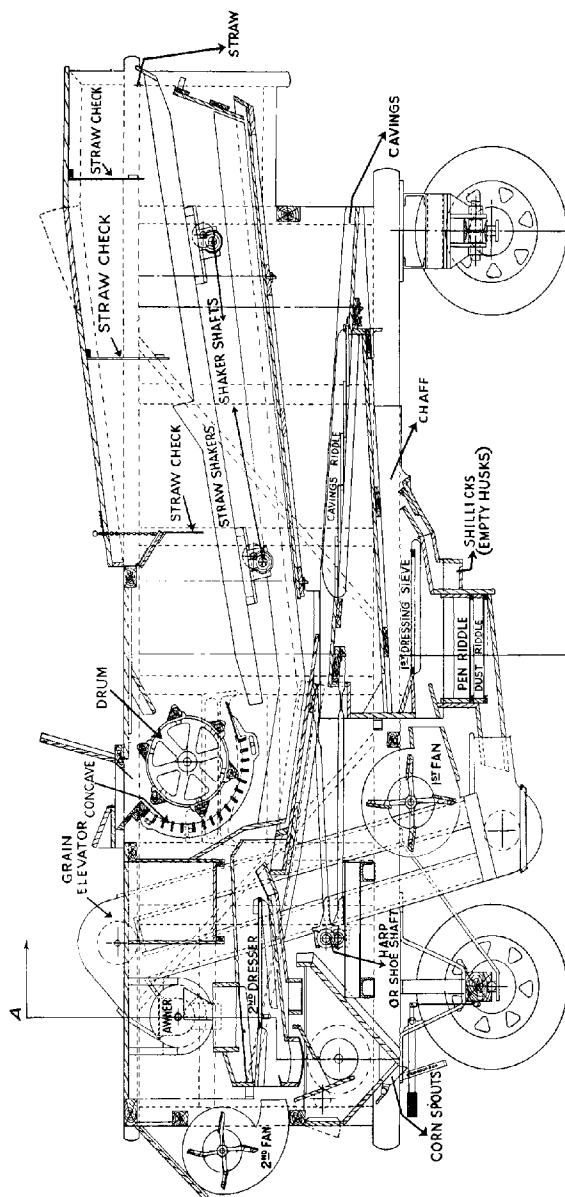 STRAW
STRAW CHECK
STRAW CHECK
STRAW CHECK
STRAW SHAKERS
SHAKER SHAFTS
CAVINGS
CAVINGS RIDDLE
CHAFF
SHILLICKS
(EMPTY HUSKS)
1ST DRESSING SIEVE
PEN RIDDLE
DUST RIDDLE
DRUM
CONCAVE
GRAIN
ELEVATOR
1ST FAN
HARP
OR SHOE SHAFT
2ND DRESSER
AWNER
A
2ND FAN
CORN SPOUTS